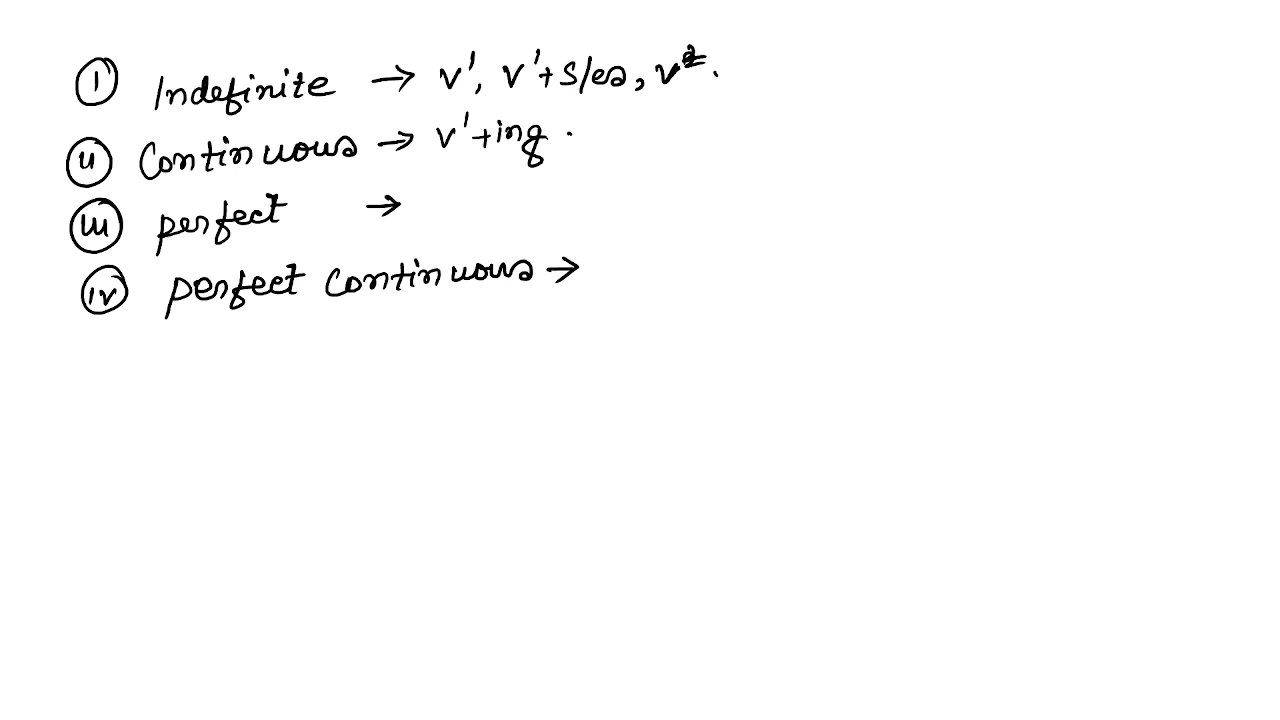 (i) Indefinite → V¹, V¹+s/es, V².
(ii) Continuous → V¹+ing.
(iii) perfect →
(iv) perfect continuous →